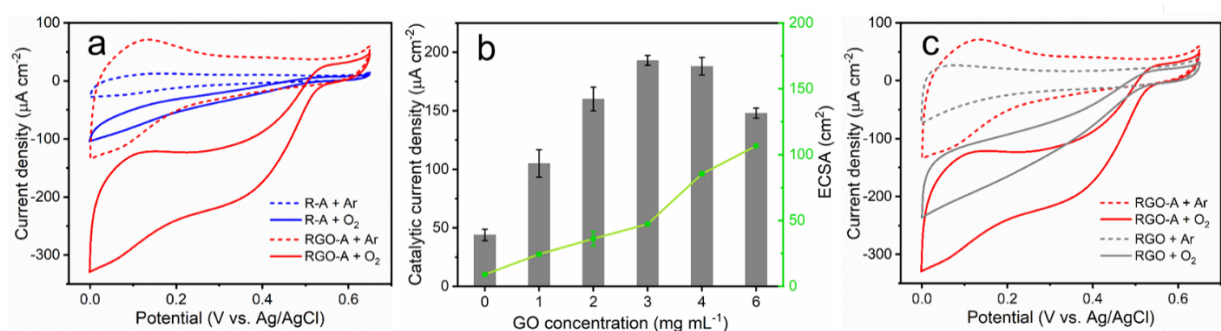 a
100
0
-100
-200
-300
Current density (µA cm⁻²)
R-A + Ar
R-A + O₂
RGO-A + Ar
RGO-A + O₂
0.0 0.2 0.4 0.6
Potential (V vs. Ag/AgCl)
b
200
150
100
50
0
Catalytic current density (µA cm⁻²)
200
150
100
50
0
ECSA (cm²)
0 1 2 3 4 6
GO concentration (mg mL⁻¹)
c
100
0
-100
-200
-300
Current density (µA cm⁻²)
RGO-A + Ar
RGO-A + O₂
RGO + Ar
RGO + O₂
0.0 0.2 0.4 0.6
Potential (V vs. Ag/AgCl)